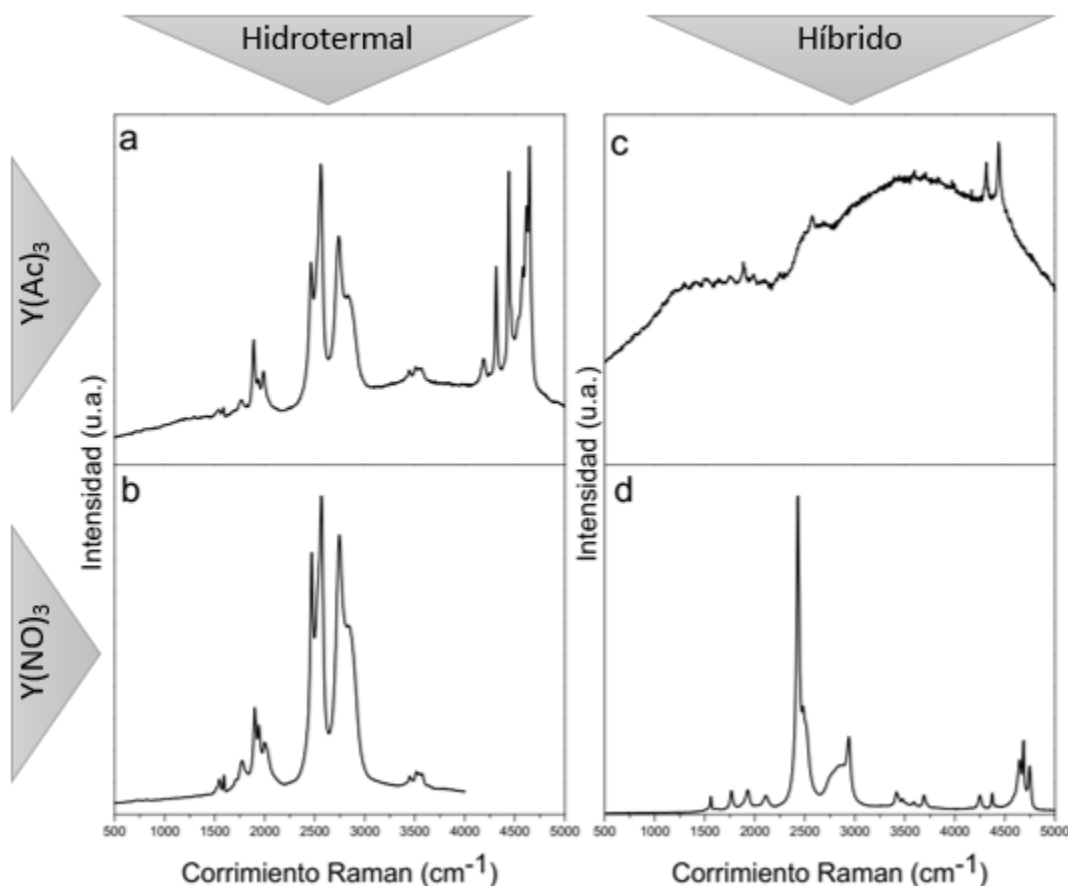 Hidrotermal
Híbrido
Y(Ac)₃
Y(NO)₃
a
c
b
d
Intensidad (u.a.)
Intensidad (u.a.)
500 1000 1500 2000 2500 3000 3500 4000 4500 5000
500 1000 1500 2000 2500 3000 3500 4000 4500 5000
Corrimiento Raman (cm⁻¹)
Corrimiento Raman (cm⁻¹)